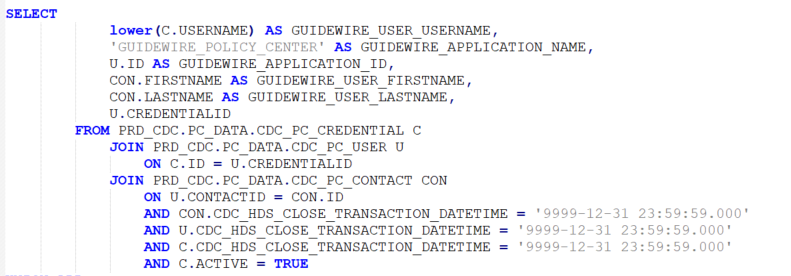 SELECT
lower(C.USERNAME) AS GUIDEWIRE_USER_USERNAME,
'GUIDEWIRE_POLICY_CENTER' AS GUIDEWIRE_APPLICATION_NAME,
U.ID AS GUIDEWIRE_APPLICATION_ID,
CON.FIRSTNAME AS GUIDEWIRE_USER_FIRSTNAME,
CON.LASTNAME AS GUIDEWIRE_USER_LASTNAME,
U.CREDENTIALID
FROM PRD_CDC.PC_DATA.CDC_PC_CREDENTIAL C
JOIN PRD_CDC.PC_DATA.CDC_PC_USER U
ON C.ID = U.CREDENTIALID
JOIN PRD_CDC.PC_DATA.CDC_PC_CONTACT CON
ON U.CONTACTID = CON.ID
AND CON.CDC_HDS_CLOSE_TRANSACTION_DATETIME = '9999-12-31 23:59:59.000'
AND U.CDC_HDS_CLOSE_TRANSACTION_DATETIME = '9999-12-31 23:59:59.000'
AND C.CDC_HDS_CLOSE_TRANSACTION_DATETIME = '9999-12-31 23:59:59.000'
AND C.ACTIVE = TRUE